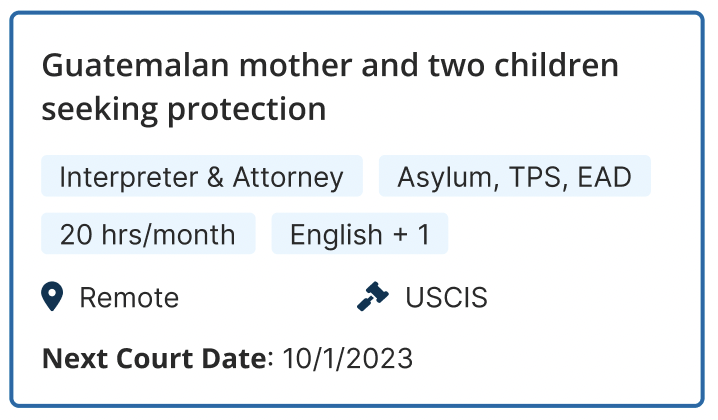 Guatemalan mother and two children
seeking protection
Interpreter & Attorney
Asylum, TPS, EAD
20 hrs/month
English + 1
Remote
USCIS
Next Court Date: 10/1/2023